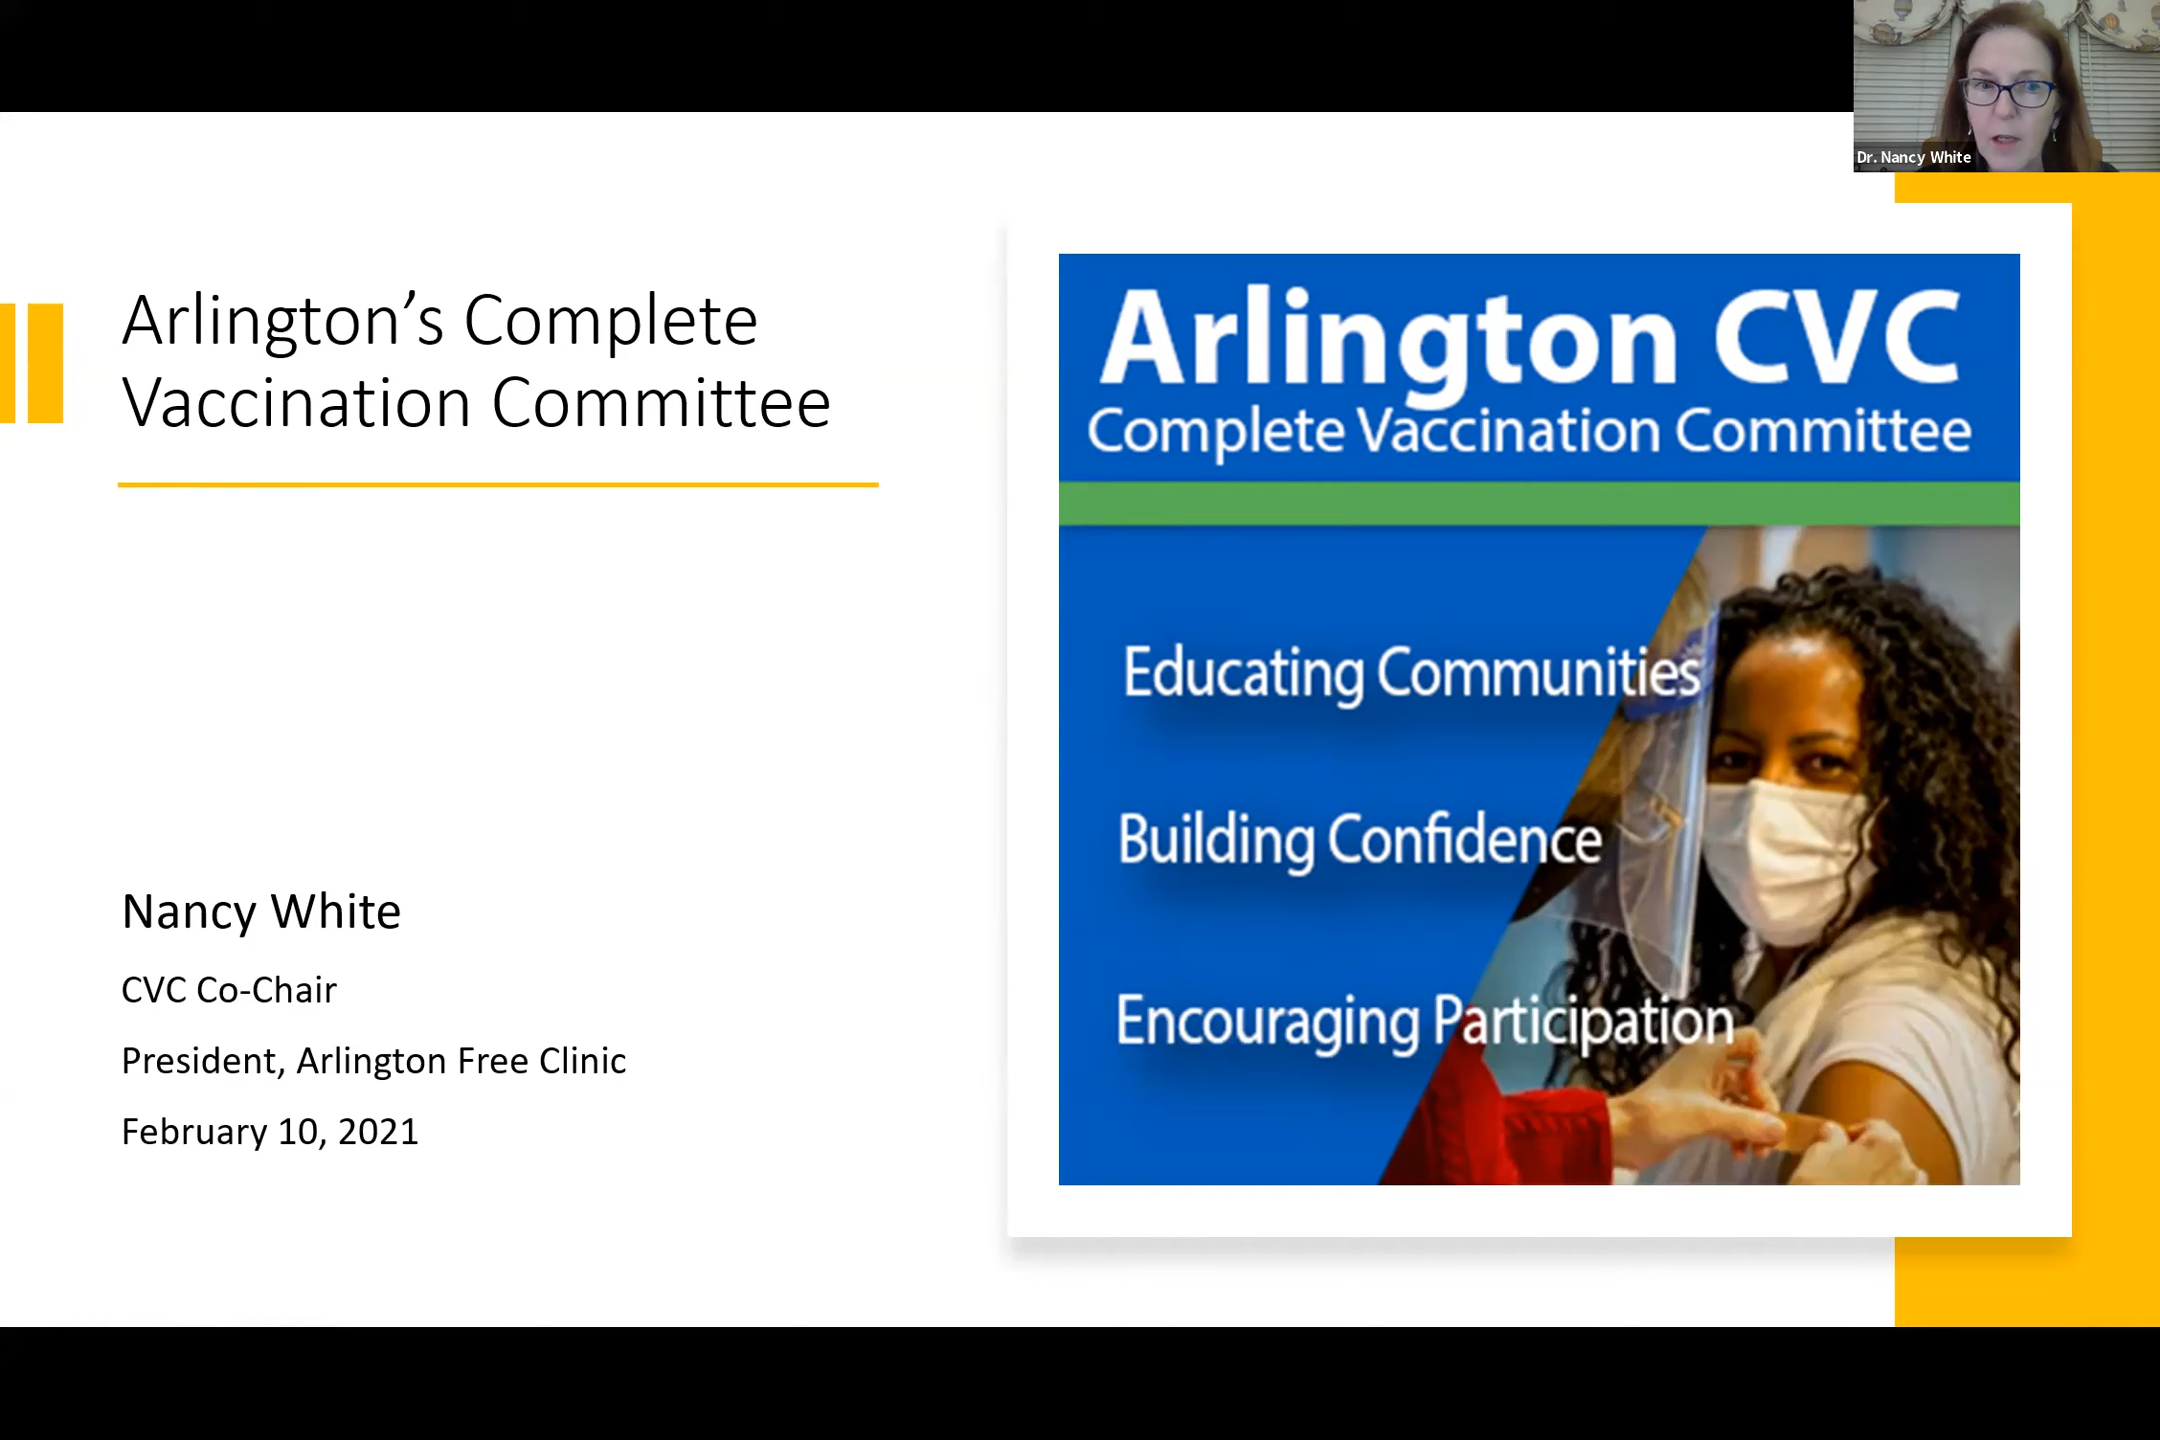 Dr. Nancy White
Arlington’s Complete
Vaccination Committee
Nancy White
CVC Co-Chair
President, Arlington Free Clinic
February 10, 2021
Arlington CVC
Complete Vaccination Committee
Educating Communities
Building Confidence
Encouraging Participation